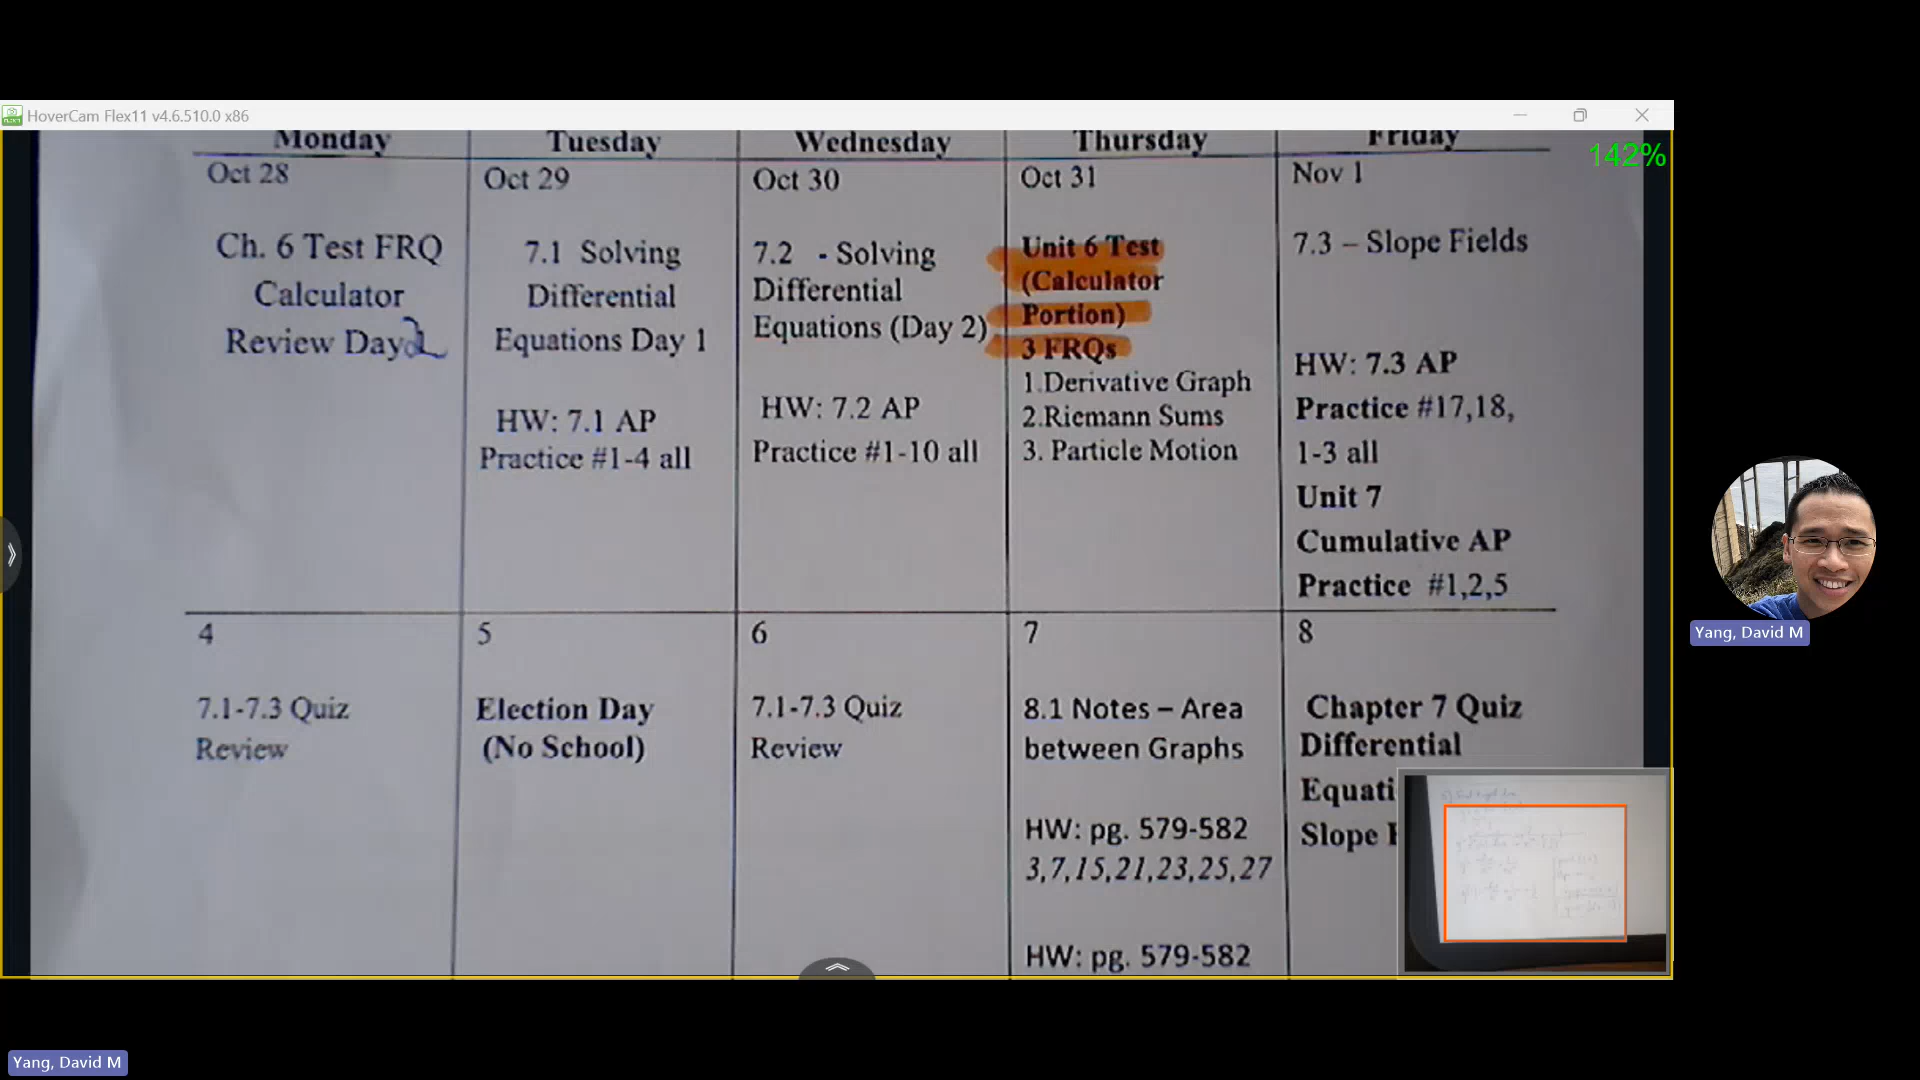 HoverCam Flex11 v4.6.510.0 x86
142%
Monday
Tuesday
Wednesday
Thursday
Friday
Oct 28
Ch. 6 Test FRQ
Calculator
Review Day 2
Oct 29
7.1 Solving
Differential
Equations Day 1
HW: 7.1 AP
Practice #1-4 all
Oct 30
7.2 - Solving
Differential
Equations (Day 2)
HW: 7.2 AP
Practice #1-10 all
Oct 31
Unit 6 Test
(Calculator
Portion)
3 FRQs
1.Derivative Graph
2.Riemann Sums
3. Particle Motion
Nov 1
7.3 – Slope Fields
HW: 7.3 AP
Practice #17,18,
1-3 all
Unit 7
Cumulative AP
Practice #1,2,5
4
7.1-7.3 Quiz
Review
5
Election Day
(No School)
6
7.1-7.3 Quiz
Review
7
8.1 Notes – Area
between Graphs
HW: pg. 579-582
3,7,15,21,23,25,27
HW: pg. 579-582
8
Chapter 7 Quiz
Differential
Equati
Slope
Yang, David M
Yang, David M